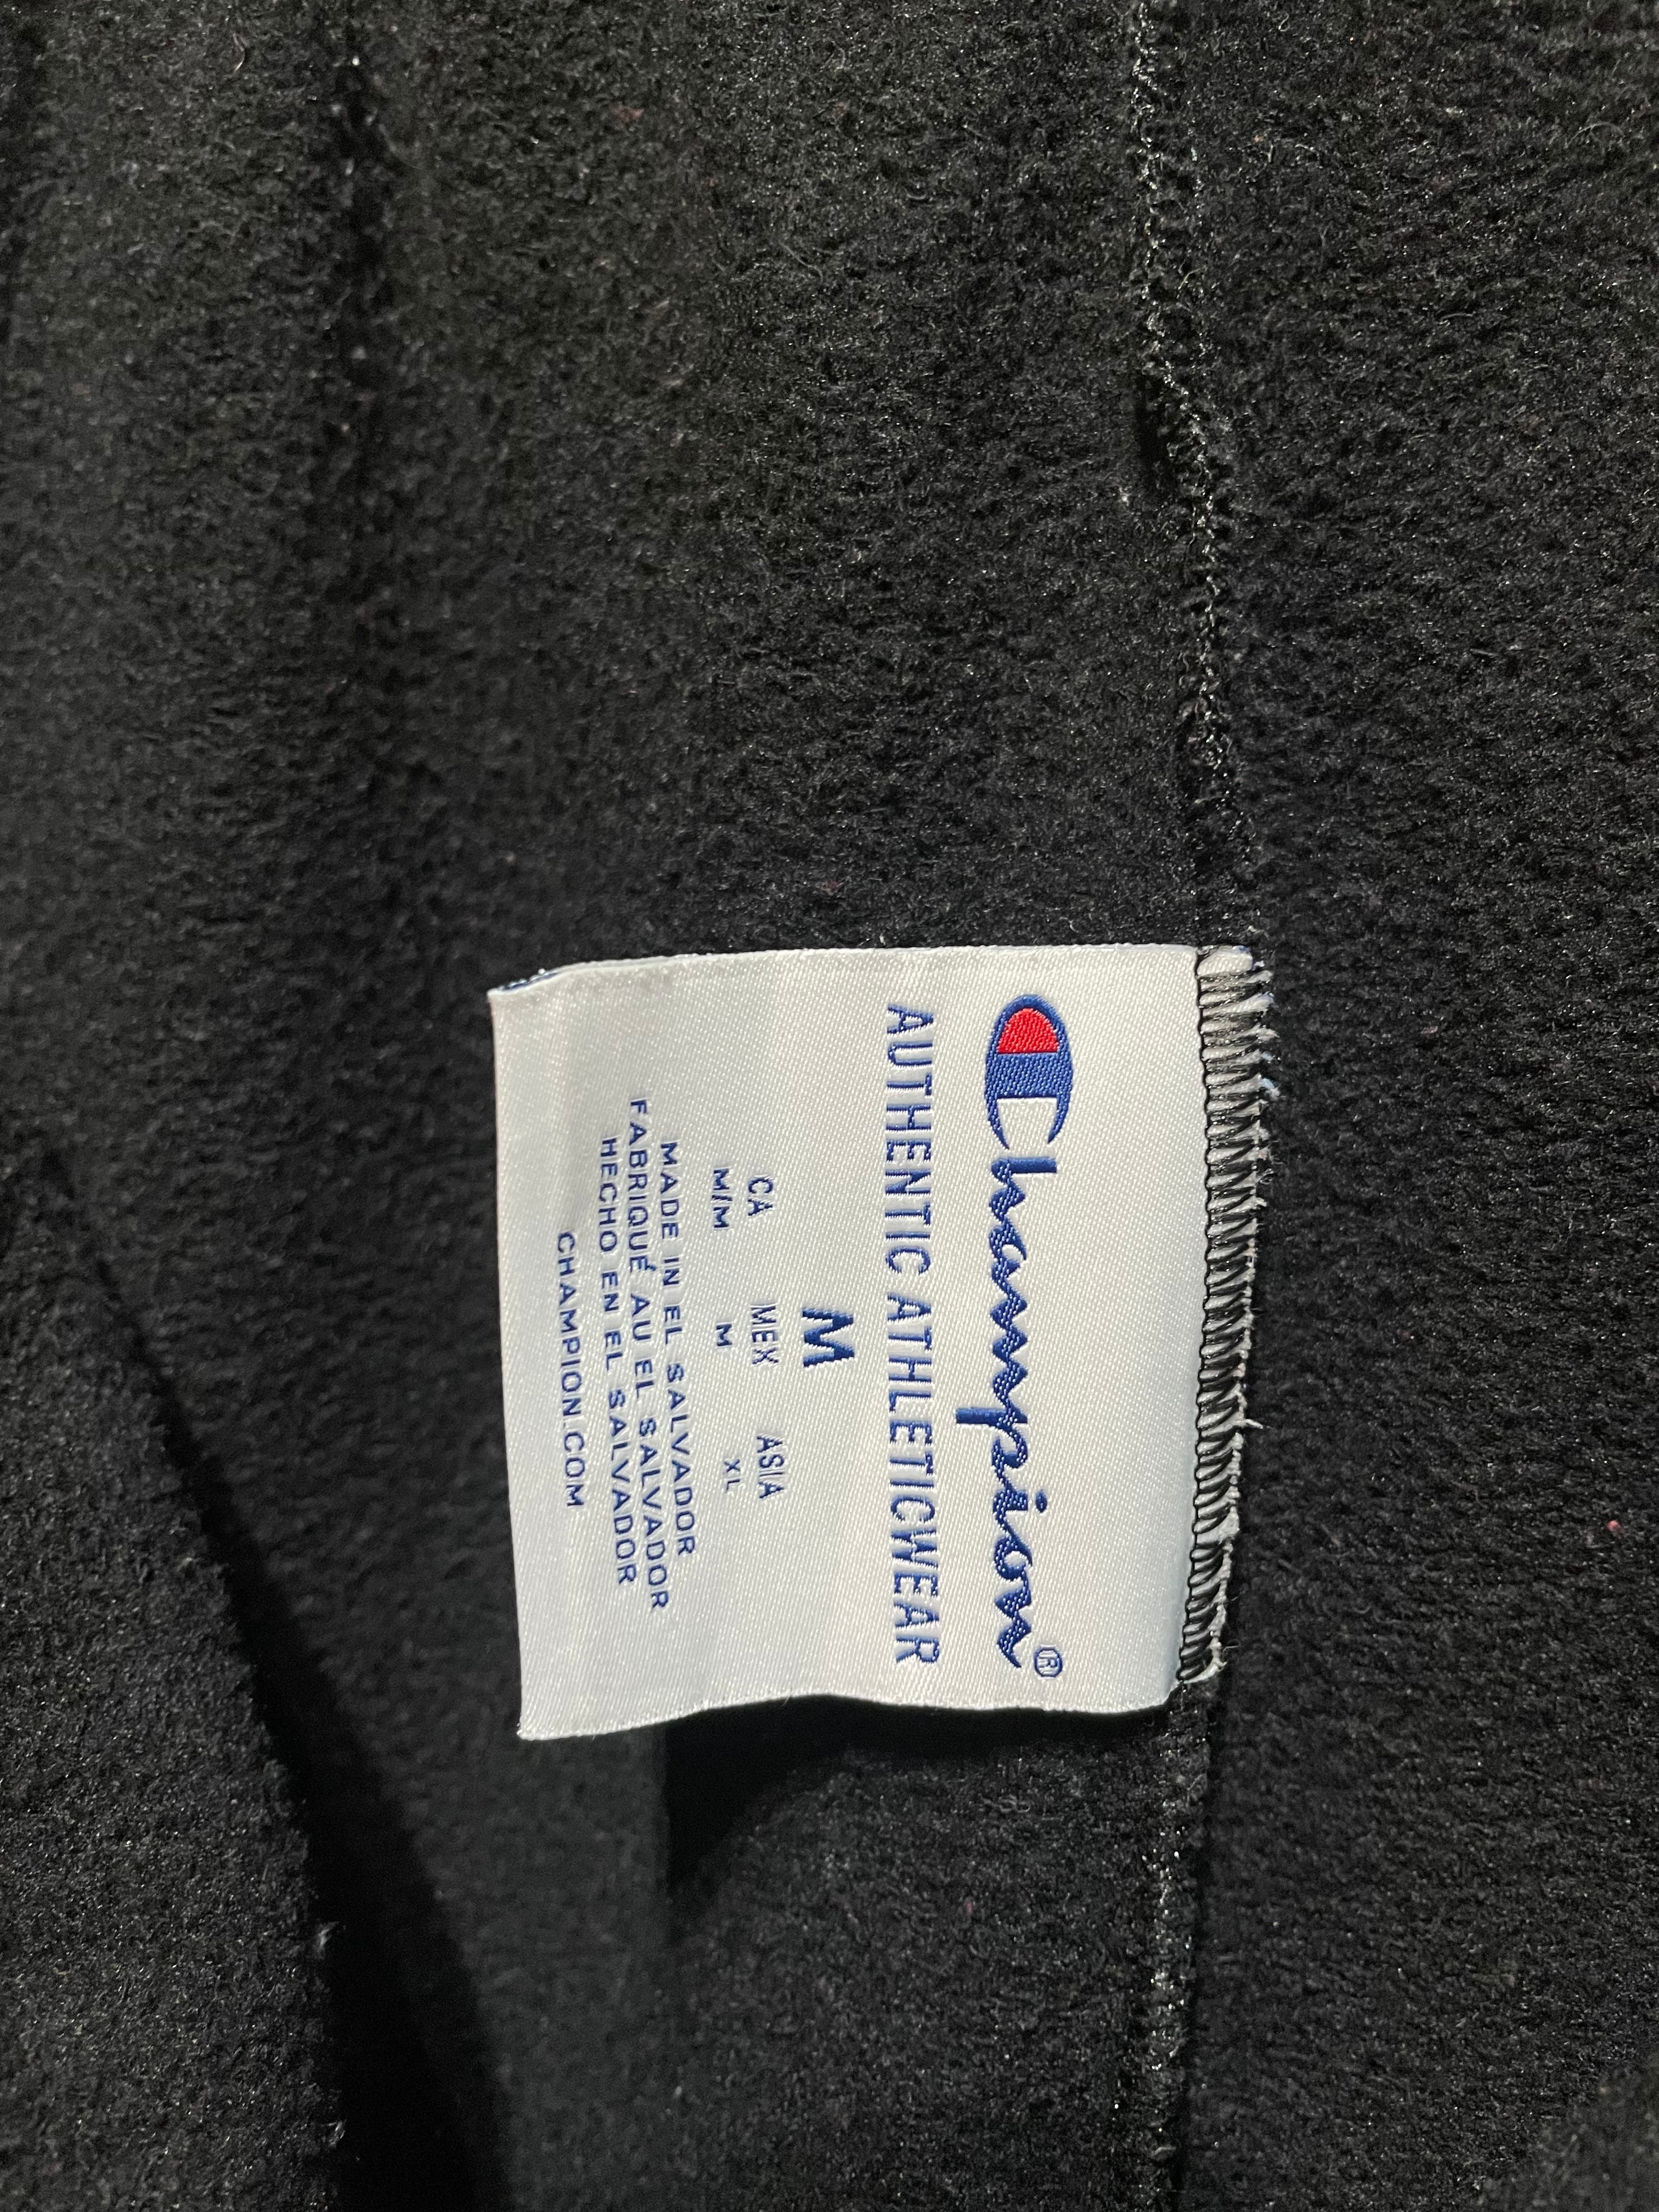 Champion®
AUTHENTIC ATHLETICWEAR
M
CA MEX ASIA
M/M M XL
MADE IN EL SALVADOR
FABRIQUÉ AU EL SALVADOR
HECHO EN EL SALVADOR
CHAMPION.COM